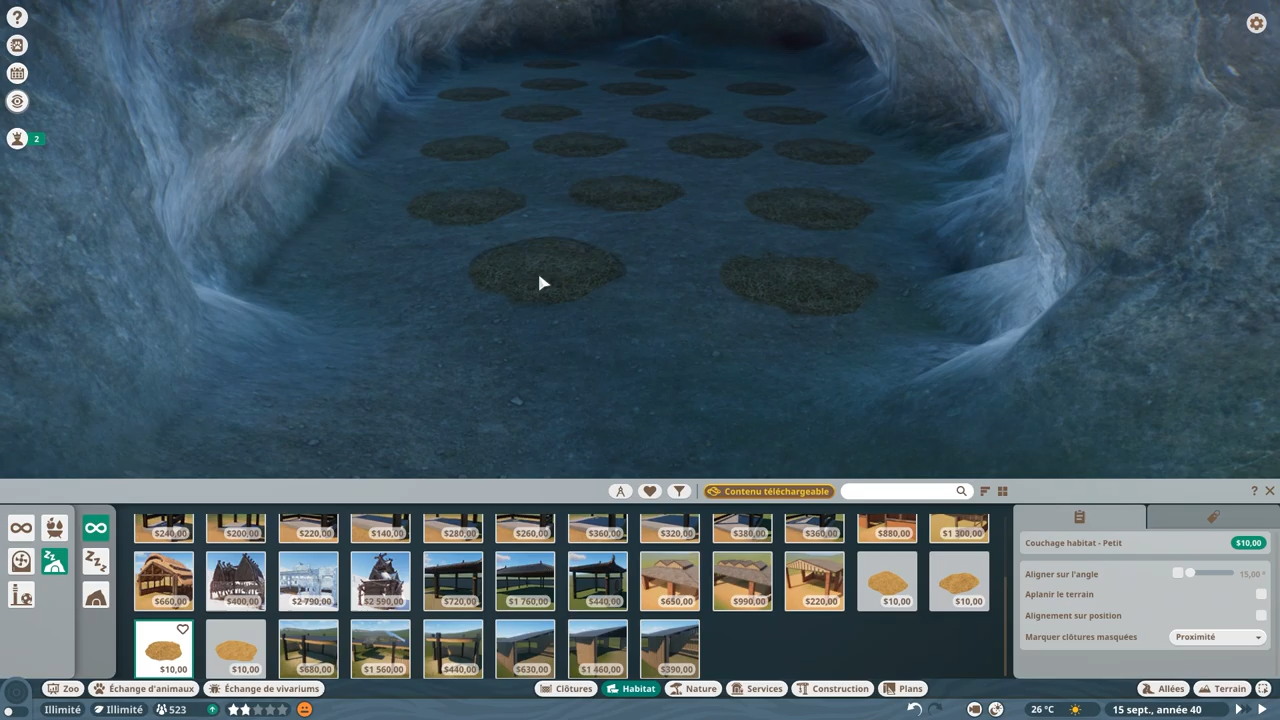 ?
2
Contenu téléchargeable
? ×
$240,00 $200,00 $220,00 $140,00 $280,00 $260,00 $360,00 $320,00 $380,00 $360,00 $880,00 $1 300,00
$660,00 $400,00 $2 790,00 $2 590,00 $720,00 $1 760,00 $440,00 $650,00 $990,00 $220,00 $10,00 $10,00
$10,00 $10,00 $680,00 $1 560,00 $440,00 $630,00 $1 460,00 $390,00
Couchage habitat - Petit $10,00
Aligner sur l'angle 15,00 °
Aplanir le terrain
Alignement sur position
Marquer clôtures masquées Proximité
Zoo Échange d'animaux Échange de vivariums Clôtures Habitat Nature Services Construction Plans Allées Terrain
Illimité Illimité 523 26 °C 15 sept., année 40